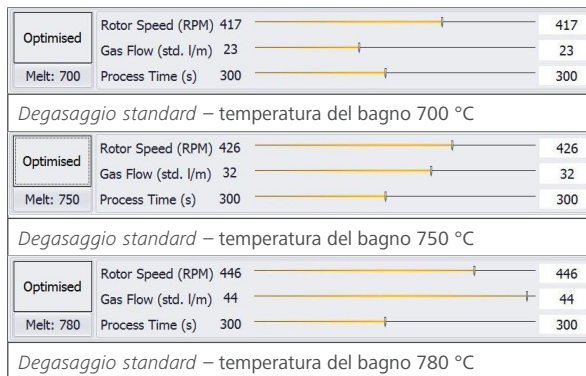 Optimised
Rotor Speed (RPM) 417 417
Gas Flow (std. l/m) 23 23
Melt: 700 Process Time (s) 300 300
Degasaggio standard – temperatura del bagno 700 °C
Optimised
Rotor Speed (RPM) 426 426
Gas Flow (std. l/m) 32 32
Melt: 750 Process Time (s) 300 300
Degasaggio standard – temperatura del bagno 750 °C
Optimised
Rotor Speed (RPM) 446 446
Gas Flow (std. l/m) 44 44
Melt: 780 Process Time (s) 300 300
Degasaggio standard – temperatura del bagno 780 °C